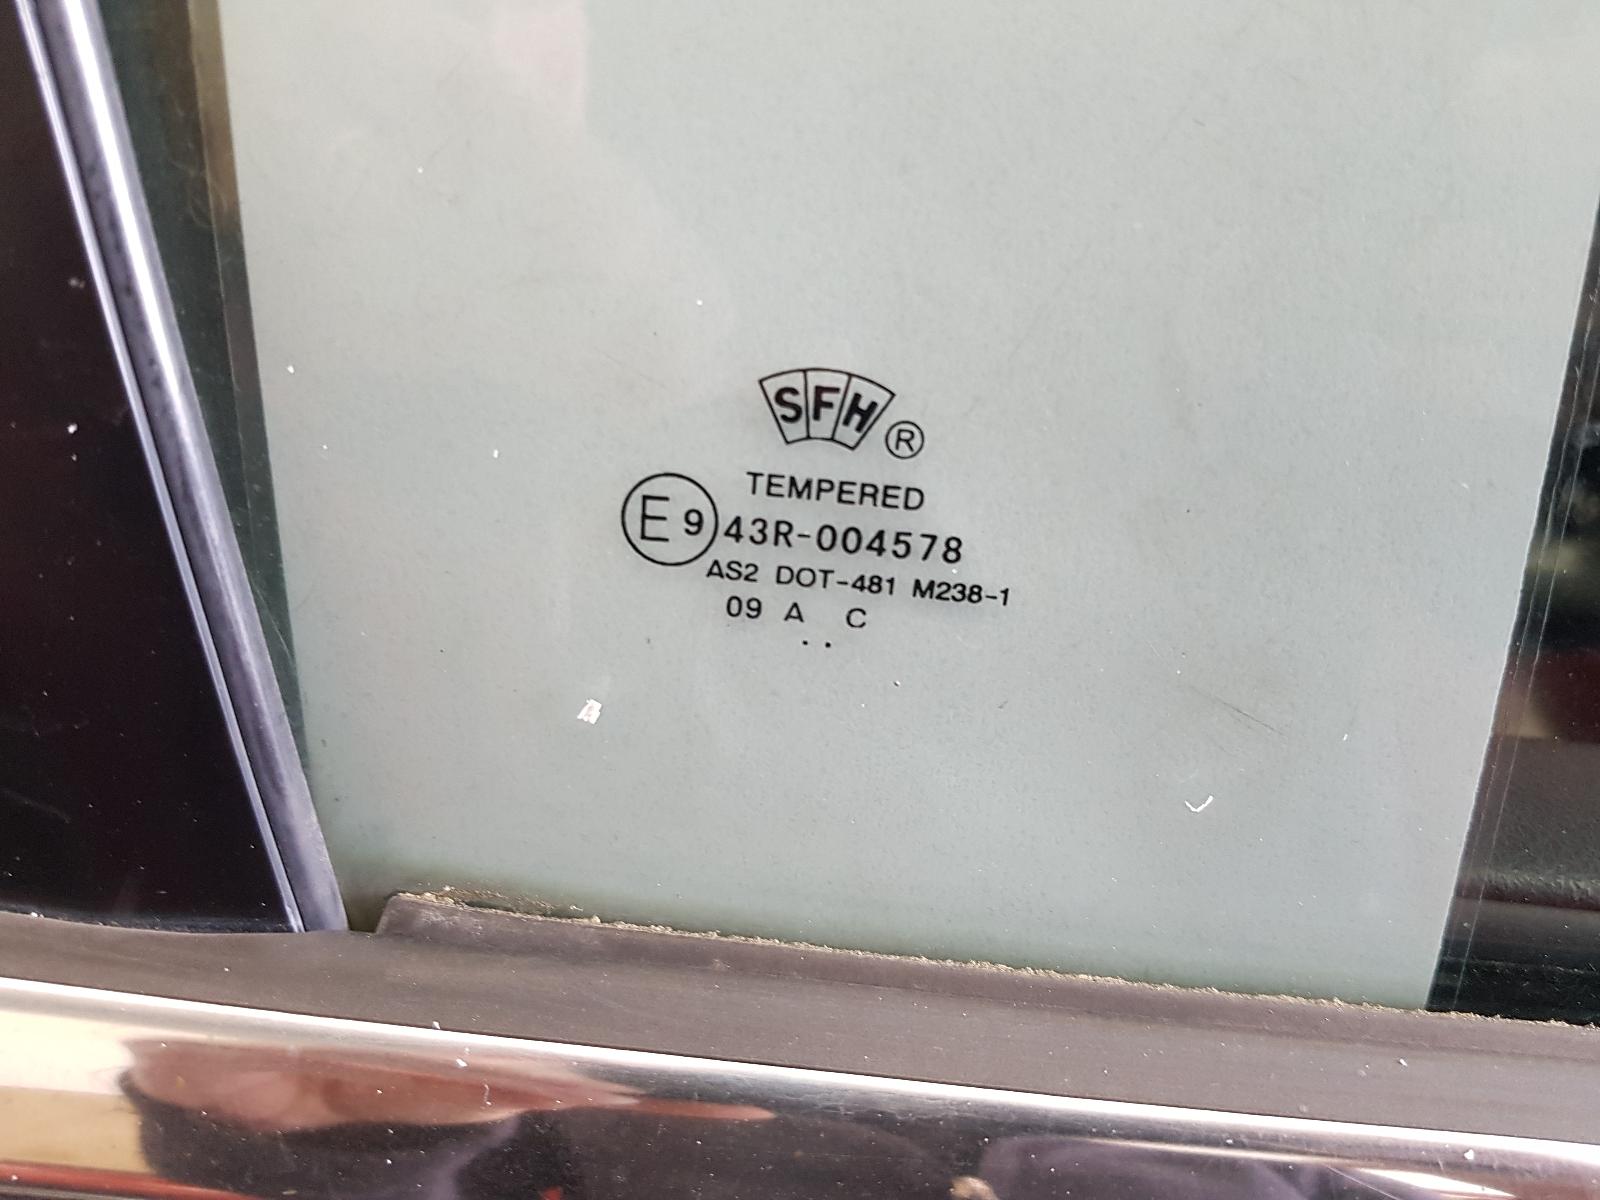 SFH ®
TEMPERED
E9 43R-004578
AS2 DOT-481 M238-1
09 A C
. .